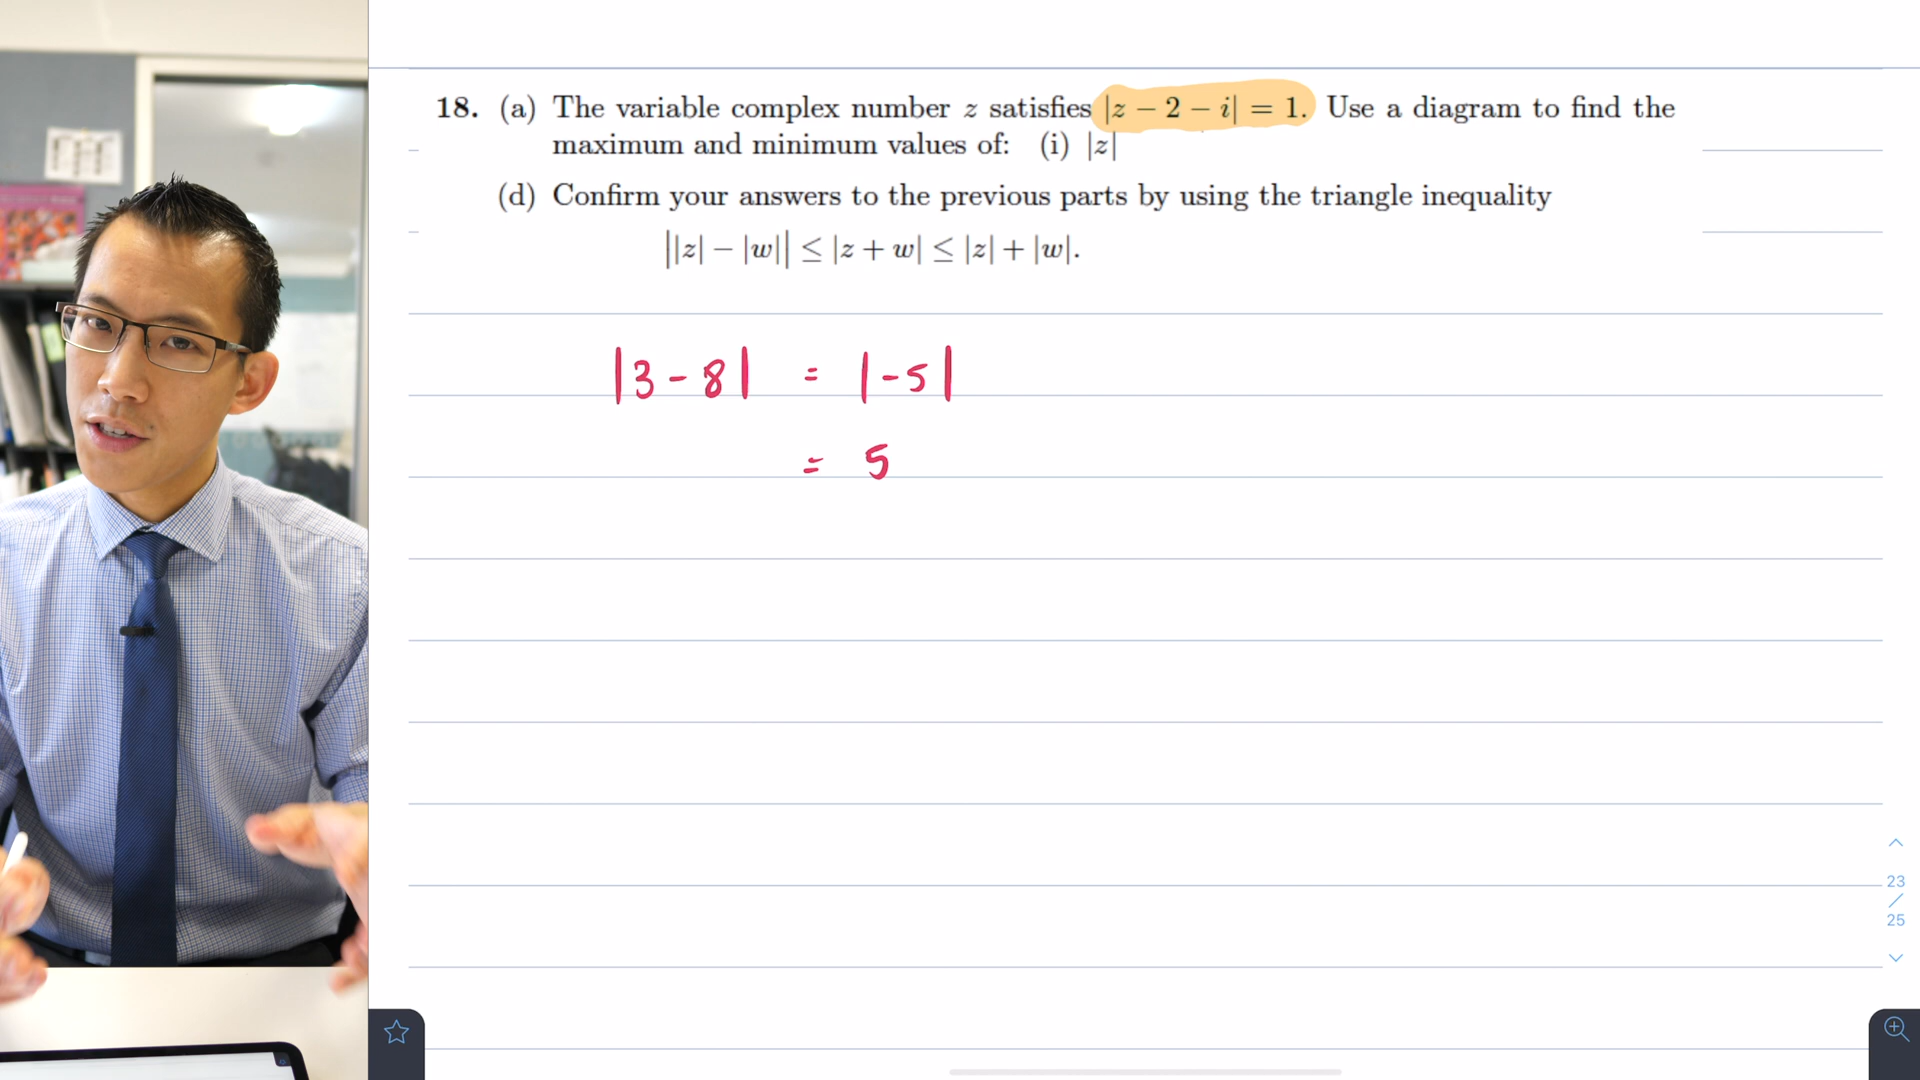 18. (a) The variable complex number z satisfies |z − 2 − i| = 1. Use a diagram to find the
maximum and minimum values of: (i) |z|
(d) Confirm your answers to the previous parts by using the triangle inequality
||z| − |w|| ≤ |z + w| ≤ |z| + |w|.
|3 - 8| = |-5|
= 5
23
/
25